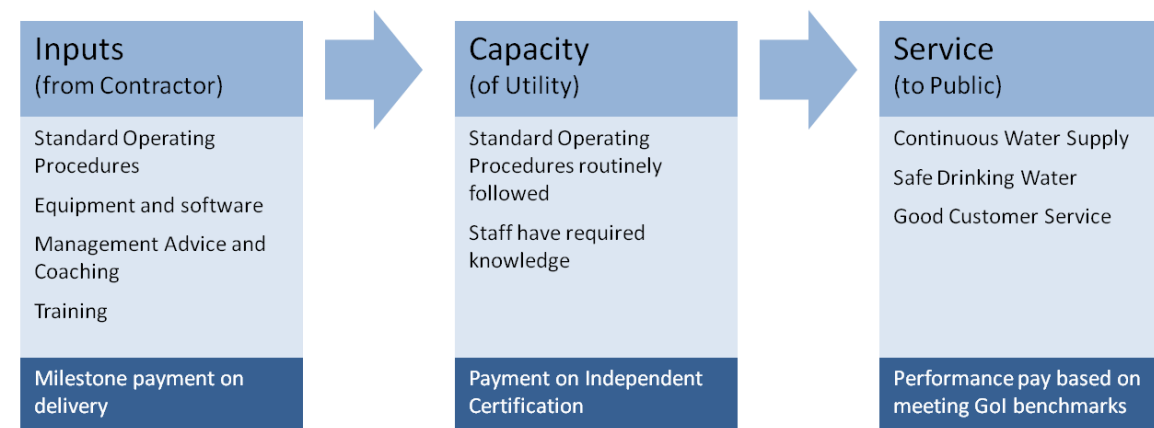 Inputs
(from Contractor)
Standard Operating
Procedures
Equipment and software
Management Advice and
Coaching
Training
Milestone payment on
delivery
Capacity
(of Utility)
Standard Operating
Procedures routinely
followed
Staff have required
knowledge
Payment on Independent
Certification
Service
(to Public)
Continuous Water Supply
Safe Drinking Water
Good Customer Service
Performance pay based on
meeting GoI benchmarks